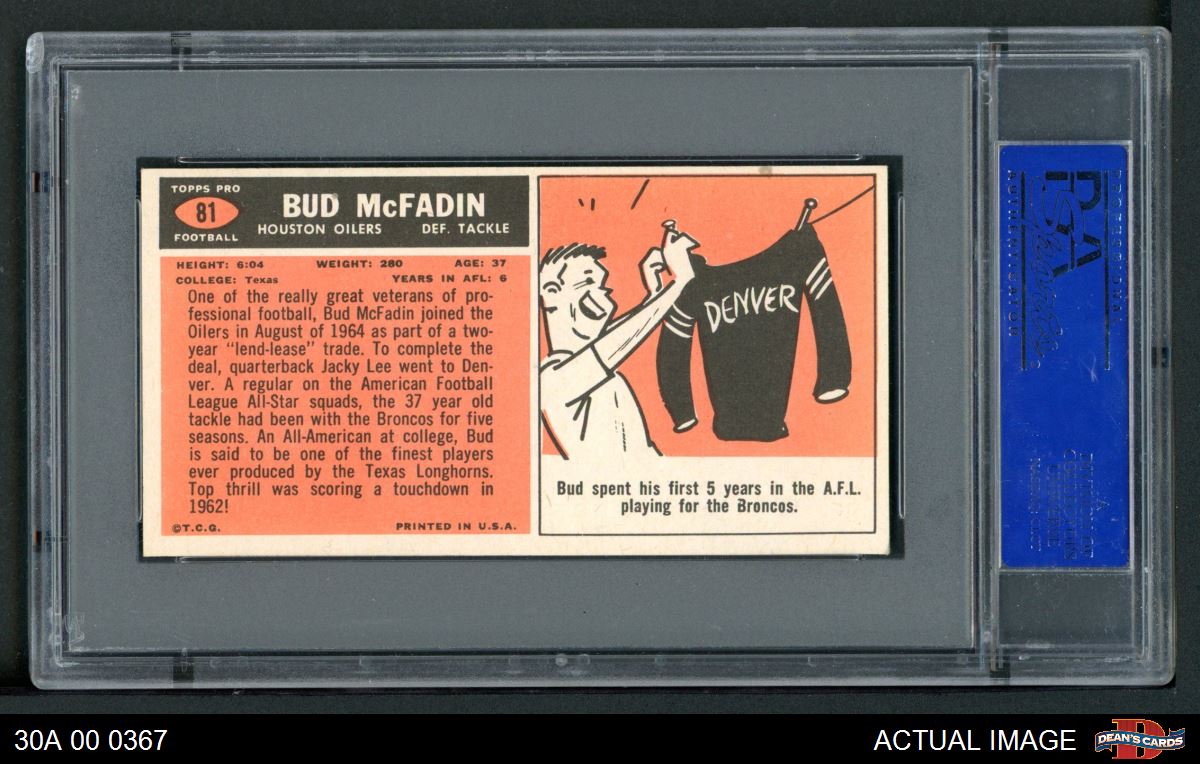 TOPPS PRO
81
FOOTBALL
BUD McFADIN
HOUSTON OILERS DEF. TACKLE
HEIGHT: 6:04 WEIGHT: 280 AGE: 37
COLLEGE: Texas YEARS IN AFL: 6
One of the really great veterans of pro-
fessional football, Bud McFadin joined the
Oilers in August of 1964 as part of a two-
year "lend-lease" trade. To complete the
deal, quarterback Jacky Lee went to Den-
ver. A regular on the American Football
League All-Star squads, the 37 year old
tackle had been with the Broncos for five
seasons. An All-American at college, Bud
is said to be one of the finest players
ever produced by the Texas Longhorns.
Top thrill was scoring a touchdown in
1962!
©T.C.G. PRINTED IN U.S.A.
DENVER
Bud spent his first 5 years in the A.F.L.
playing for the Broncos.
PSA
30A 00 0367
ACTUAL IMAGE
DEAN'S CARDS